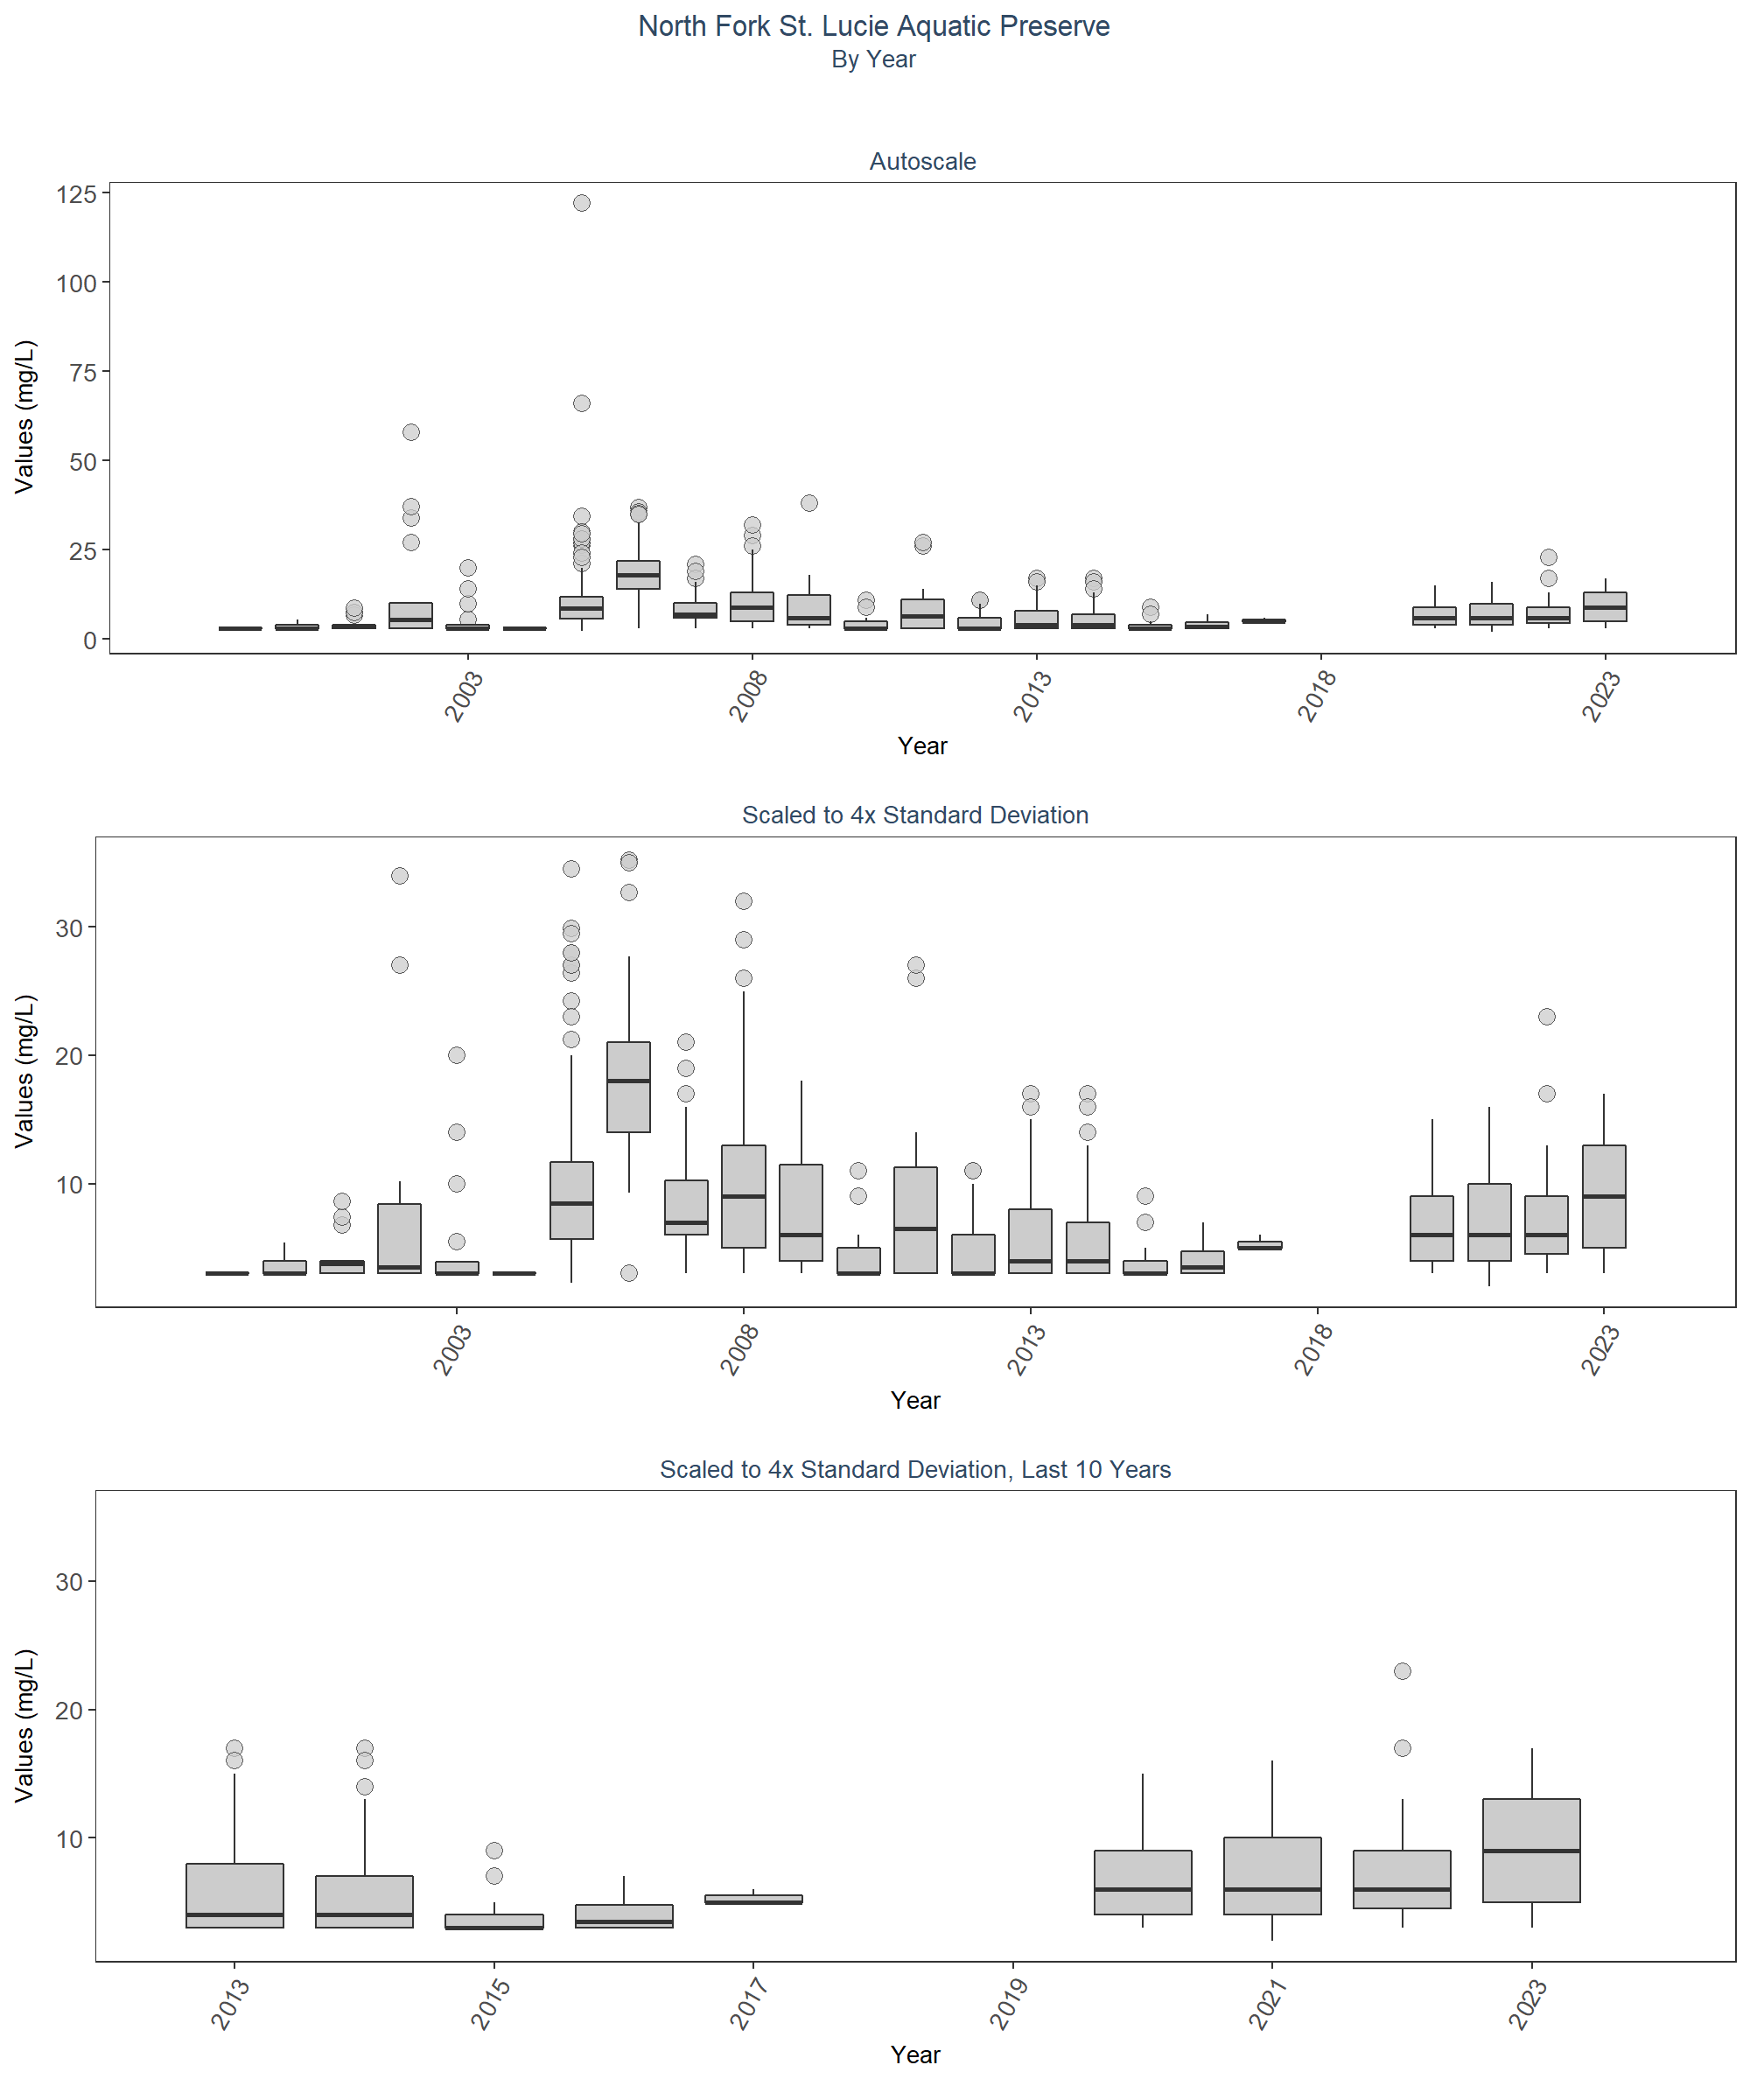 North Fork St. Lucie Aquatic Preserve
By Year
Autoscale
Values (mg/L)
125
100
75
50
25
0
2003
2008
2013
2018
2023
Year
Scaled to 4x Standard Deviation
Values (mg/L)
30
20
10
2003
2008
2013
2018
2023
Year
Scaled to 4x Standard Deviation, Last 10 Years
Values (mg/L)
30
20
10
2013
2015
2017
2019
2021
2023
Year